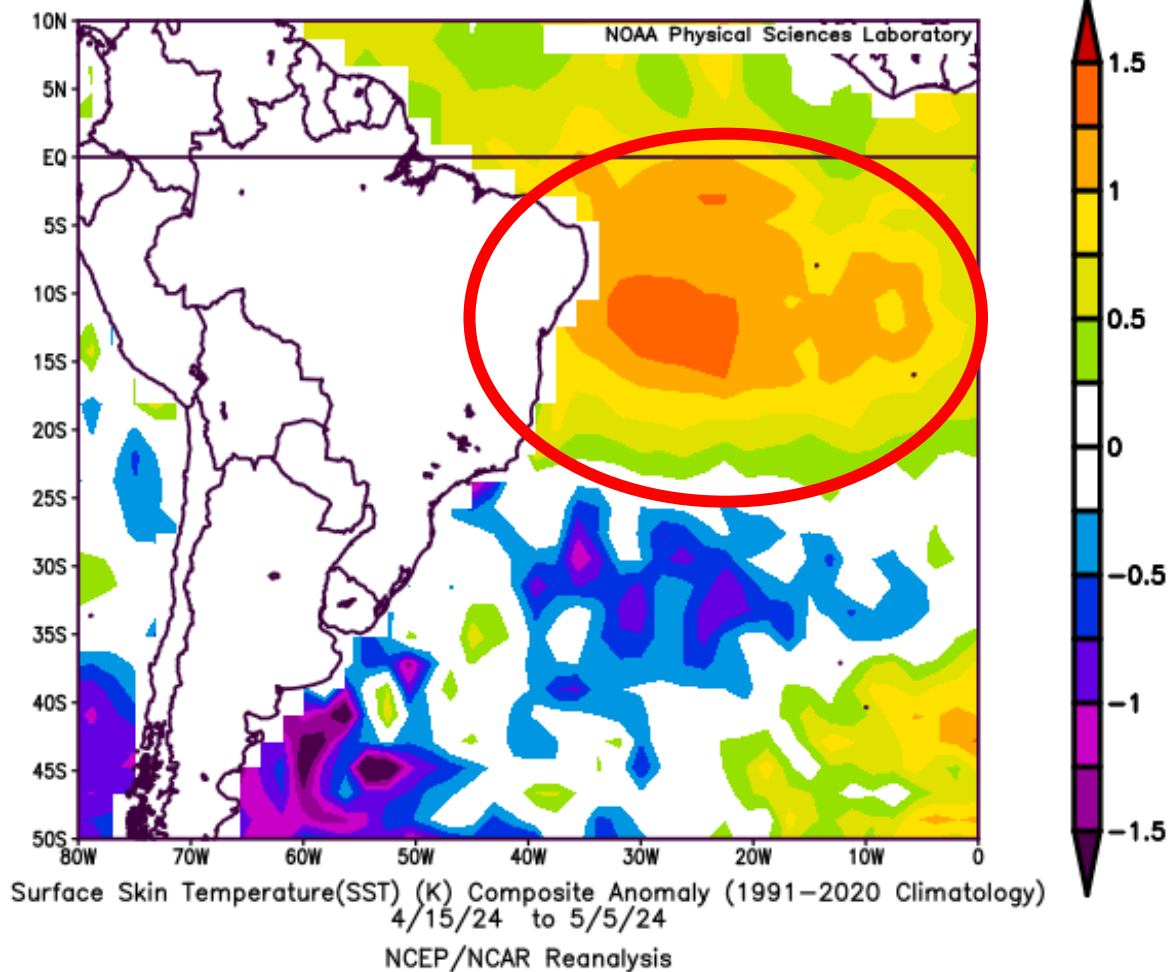 NOAA Physical Sciences Laboratory
10N
5N
EQ
5S
10S
15S
20S
25S
30S
35S
40S
45S
50S
80W 70W 60W 50W 40W 30W 20W 10W 0
1.5
1
0.5
0
−0.5
−1
−1.5
Surface Skin Temperature(SST) (K) Composite Anomaly (1991−2020 Climatology)
4/15/24 to 5/5/24
NCEP/NCAR Reanalysis